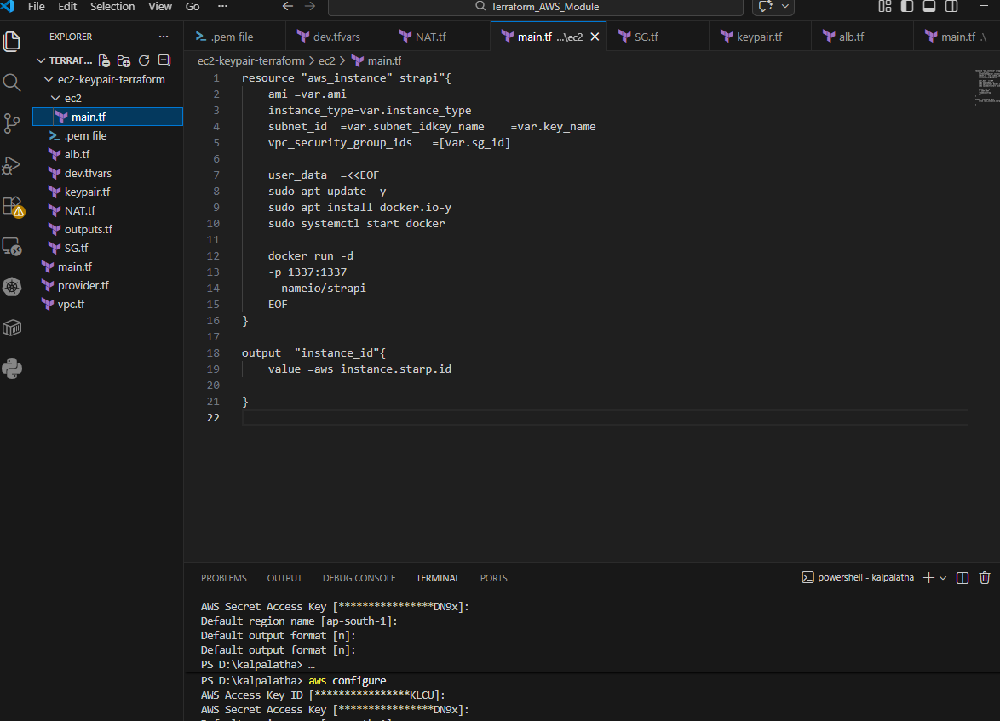 File Edit Selection View Go ··· ← → Terraform_AWS_Module
EXPLORER ···
TERRAF...
ec2-keypair-terraform
ec2
main.tf
.pem file
alb.tf
dev.tfvars
keypair.tf
NAT.tf
outputs.tf
SG.tf
main.tf
provider.tf
vpc.tf
.pem file dev.tfvars NAT.tf main.tf ...\ec2 SG.tf keypair.tf alb.tf main.tf .\
ec2-keypair-terraform > ec2 > main.tf
1 resource "aws_instance" strapi"{
2 ami =var.ami
3 instance_type=var.instance_type
4 subnet_id  =var.subnet_idkey_name    =var.key_name
5 vpc_security_group_ids   =[var.sg_id]
6
7 user_data  =<<EOF
8 sudo apt update -y
9 sudo apt install docker.io-y
10 sudo systemctl start docker
11
12 docker run -d
13 -p 1337:1337
14 --nameio/strapi
15 EOF
16 }
17
18 output  "instance_id"{
19 value =aws_instance.starp.id
20
21 }
22
PROBLEMS OUTPUT DEBUG CONSOLE TERMINAL PORTS powershell - kalpalatha
AWS Secret Access Key [****************DN9x]:
Default region name [ap-south-1]:
Default output format [n]:
Default output format [n]:
PS D:\kalpalatha> …
PS D:\kalpalatha> aws configure
AWS Access Key ID [****************KLCU]:
AWS Secret Access Key [****************DN9x]: